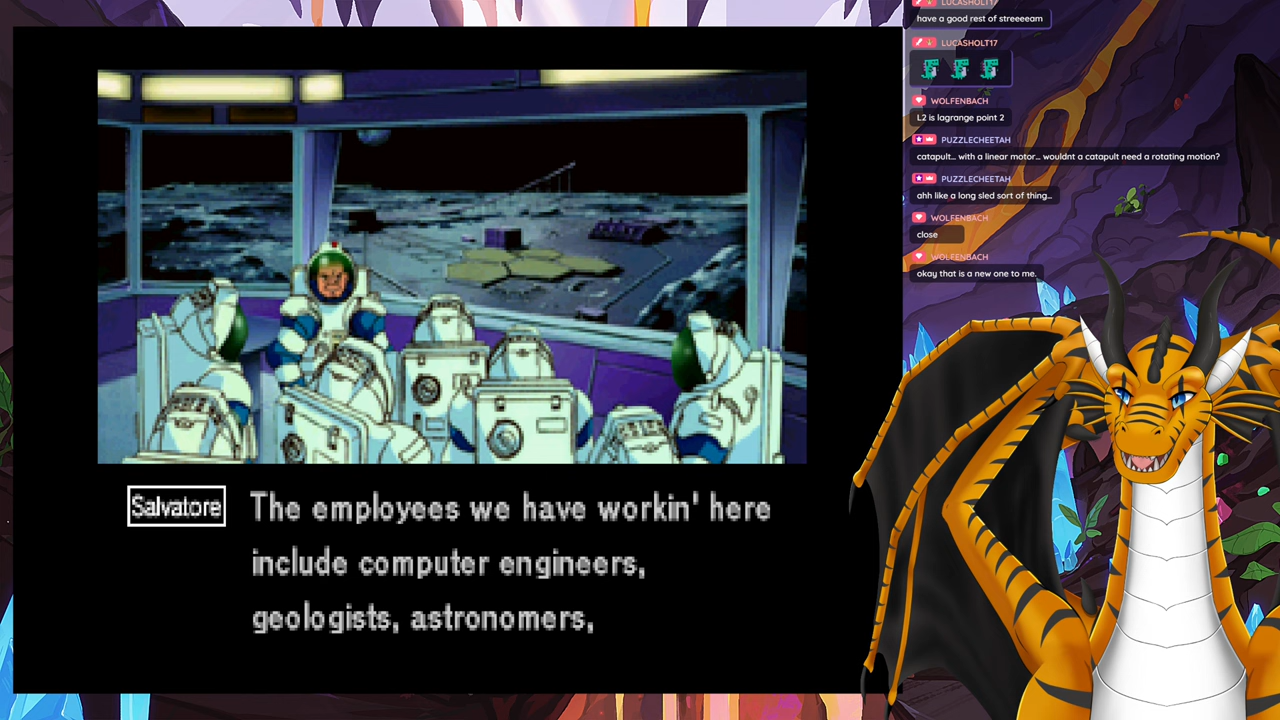 LUCASHOLT17
have a good rest of streeeeam
LUCASHOLT17
WOLFENBACH
L2 is lagrange point 2
PUZZLECHEETAH
catapult... with a linear motor... wouldnt a catapult need a rotating motion?
PUZZLECHEETAH
ahh like a long sled sort of thing...
WOLFENBACH
close
WOLFENBACH
okay that is a new one to me.
Salvatore
The employees we have workin' here
include computer engineers,
geologists, astronomers,